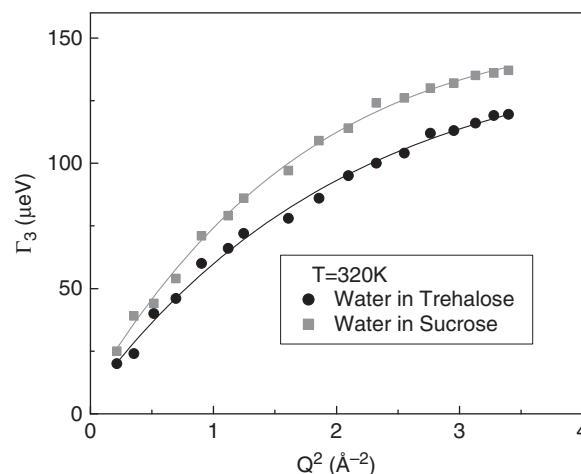 150
100
50
0
Γ₃ (μeV)
T=320K
Water in Trehalose
Water in Sucrose
0 1 2 3 4
Q² (Å⁻²)